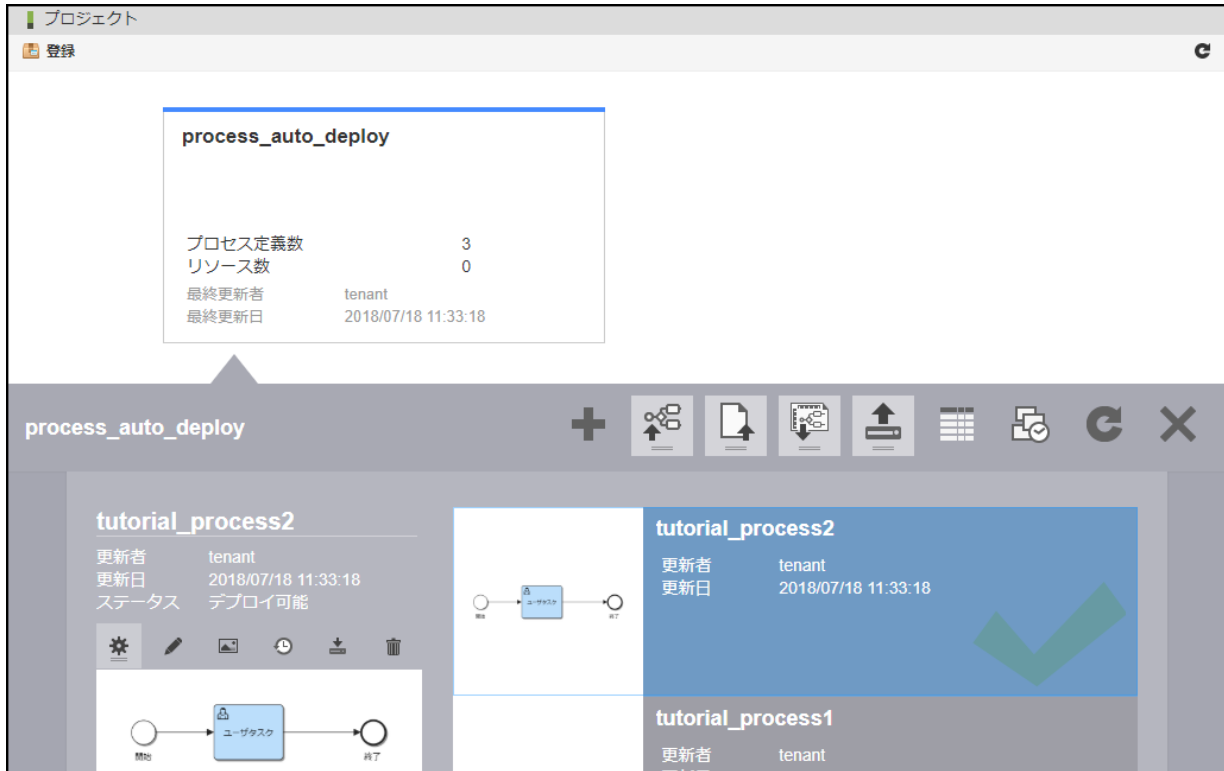 プロジェクト
登録
process_auto_deploy
プロセス定義数 3
リソース数 0
最終更新者 tenant
最終更新日 2018/07/18 11:33:18
process_auto_deploy
tutorial_process2
更新者 tenant
更新日 2018/07/18 11:33:18
ステータス デプロイ可能
ユーザタスク
開始
終了
tutorial_process2
更新者 tenant
更新日 2018/07/18 11:33:18
ユーザタスク
開始
終了
tutorial_process1
更新者 tenant